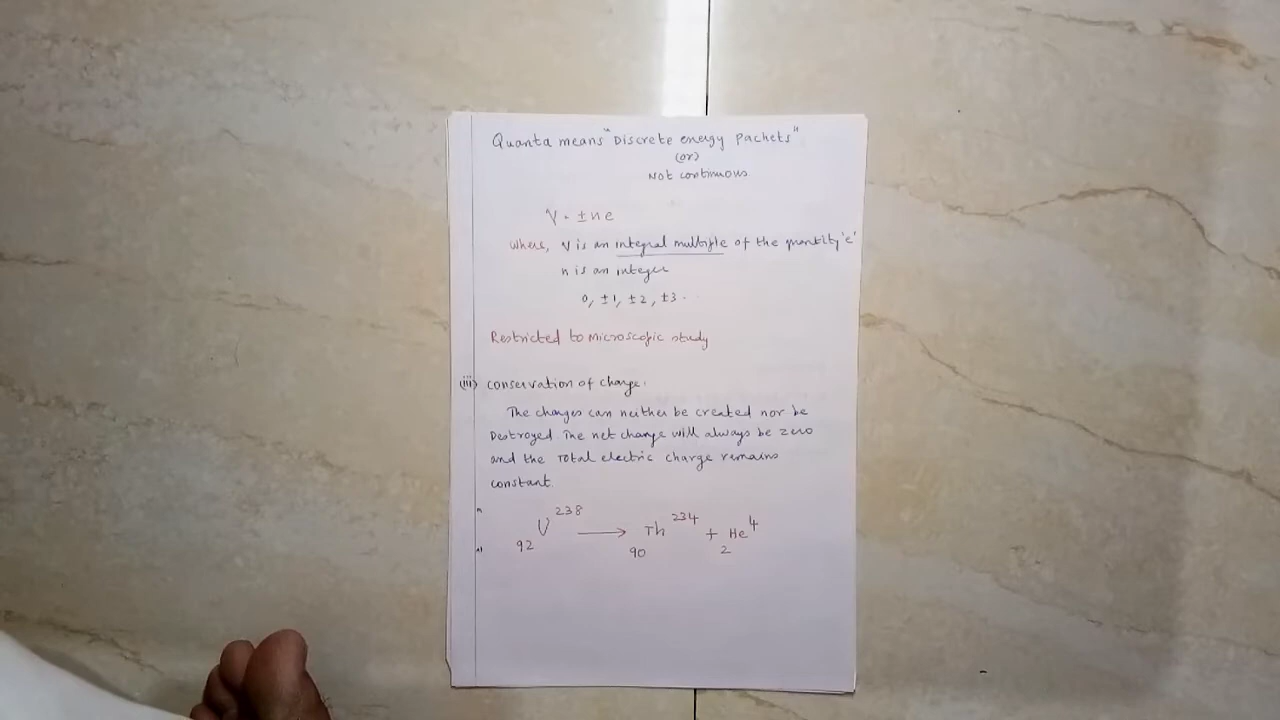 Quanta means "Discrete energy Packets"
(or)
Not continuous
V = ±ne
Where, V is an integral multiple of the quantity 'e'
n is an integer
0, ±1, ±2, ±3.
Restricted to microscopic study
(iii) conservation of charge:
The charges can neither be created nor be
Destroyed. The net charge will always be zero
and the Total electric charge remains
constant.
92 U 238 → 90 Th 234 + 2 He 4